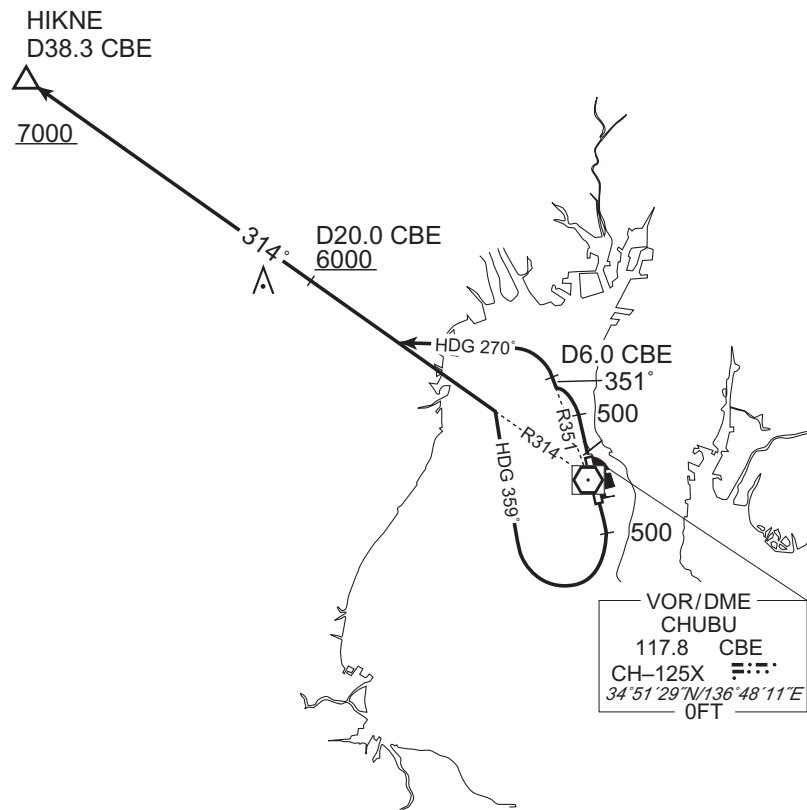 HIKNE
D38.3 CBE
7000
314°
D20.0 CBE
6000
HDG 270°
D6.0 CBE
351°
R351
500
R314
HDG 359°
500
VOR/DME
CHUBU
117.8 CBE
CH–125X
34°51′29″N/136°48′11″E
0FT